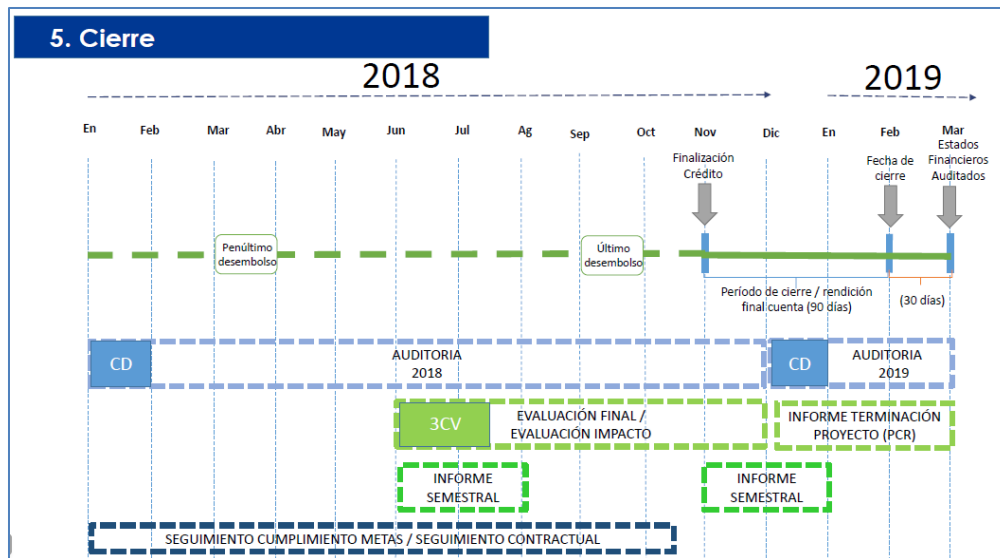 5. Cierre
2018
2019
En Feb Mar Abr May Jun Jul Ag Sep Oct Nov Dic En Feb Mar
Finalización
Crédito
Fecha de
cierre
Estados
Financieros
Auditados
Penúltimo
desembolso
Último
desembolso
Período de cierre / rendición
final cuenta (90 días)
(30 días)
CD
AUDITORIA
2018
CD
AUDITORIA
2019
3CV
EVALUACIÓN FINAL /
EVALUACIÓN IMPACTO
INFORME TERMINACIÓN
PROYECTO (PCR)
INFORME
SEMESTRAL
INFORME
SEMESTRAL
SEGUIMIENTO CUMPLIMIENTO METAS / SEGUIMIENTO CONTRACTUAL